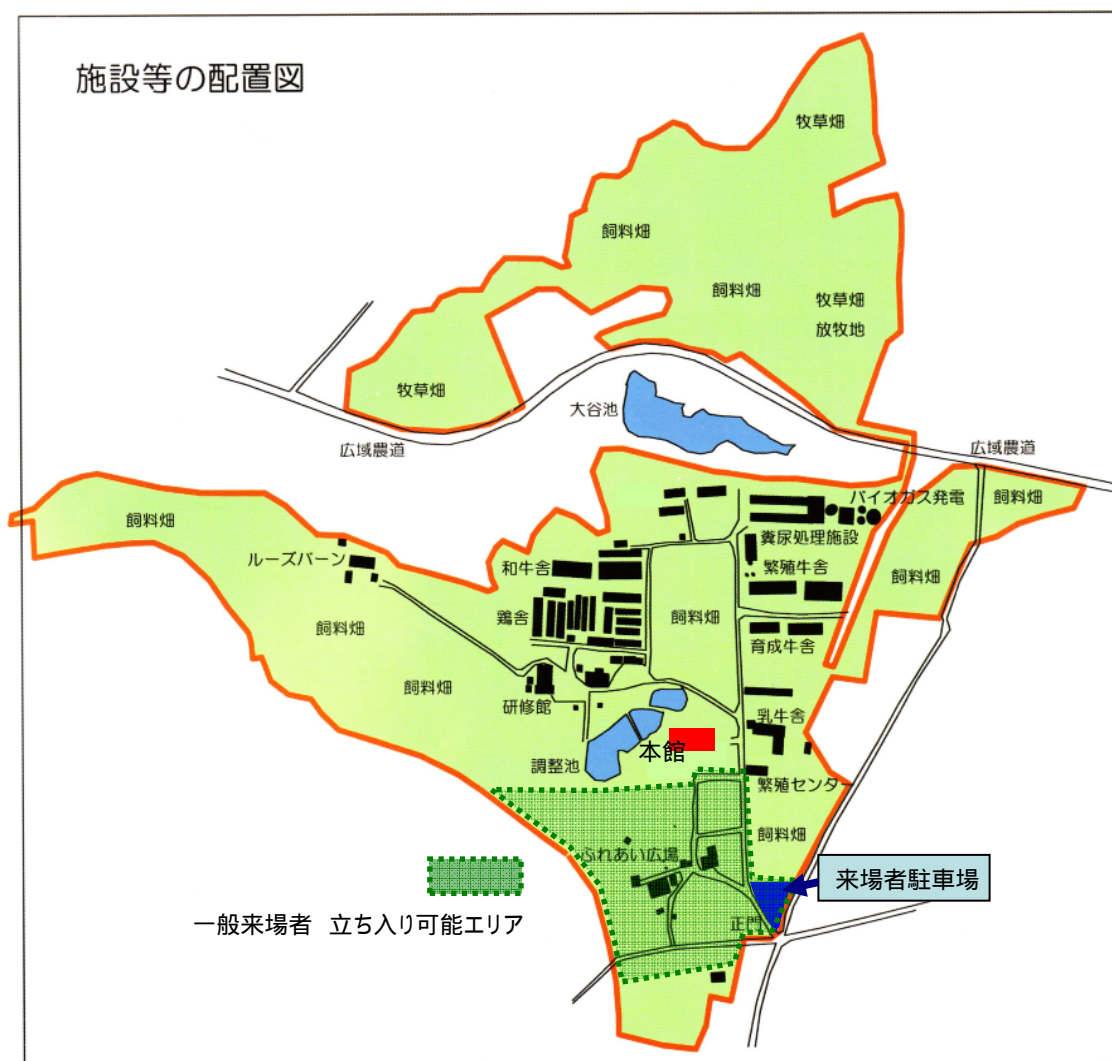 施設等の配置図
牧草畑
飼料畑
飼料畑
牧草畑
放牧地
牧草畑
大谷池
広域農道
広域農道
バイオガス発電
飼料畑
飼料畑
糞尿処理施設
ルーズバーン
和牛舎
繁殖牛舎
飼料畑
鶏舎
飼料畑
飼料畑
育成牛舎
飼料畑
研修館
乳牛舎
本館
調整池
繁殖センター
飼料畑
ふれあい広場
来場者駐車場
一般来場者 立ち入り可能エリア
正門